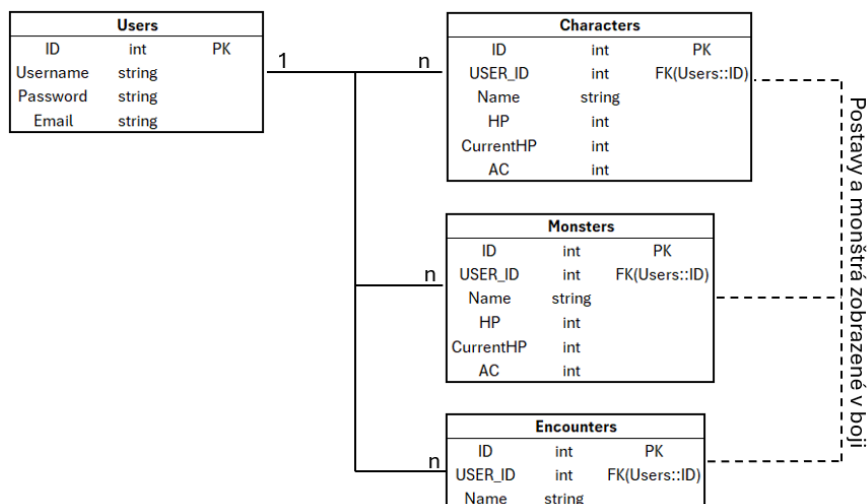 Users
ID int PK
Username string
Password string
Email string
1
n
Characters
ID int PK
USER_ID int FK(Users::ID)
Name string
HP int
CurrentHP int
AC int
n
Monsters
ID int PK
USER_ID int FK(Users::ID)
Name string
HP int
CurrentHP int
AC int
n
Encounters
ID int PK
USER_ID int FK(Users::ID)
Name string
Postavy a monštrá zobrazené v boji